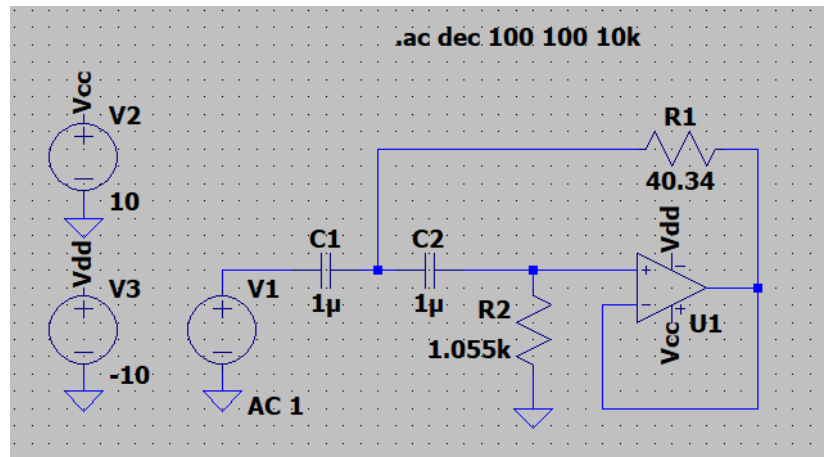 .ac dec 100 100 10k
Vcc
V2
10
Vdd
V3
-10
V1
AC 1
C1
1µ
C2
1µ
R2
1.055k
R1
40.34
Vdd
U1
Vcc